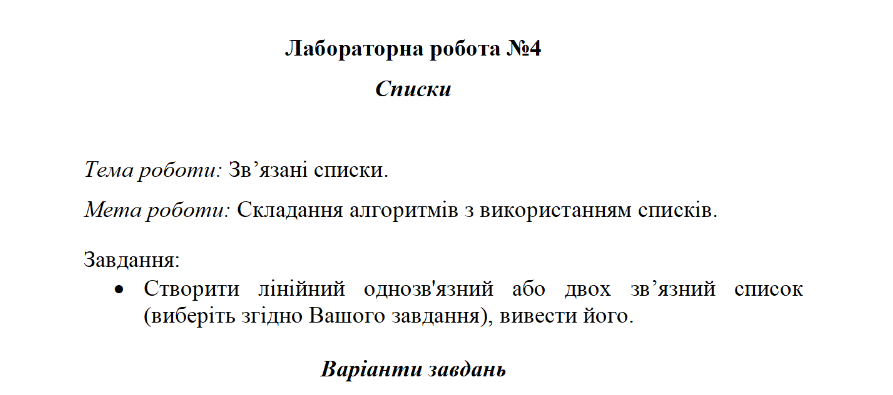 Лабораторна робота №4
Списки
Тема роботи: Зв’язані списки.
Мета роботи: Складання алгоритмів з використанням списків.
Завдання:
• Створити лінійний однозв'язний або двох зв’язний список
(виберіть згідно Вашого завдання), вивести його.
Варіанти завдань